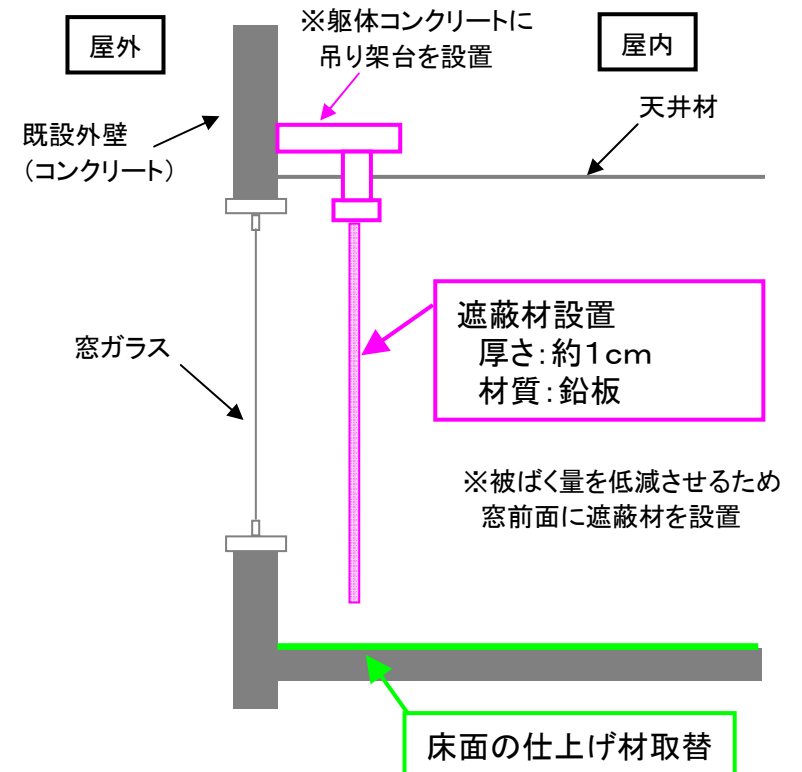 屋外
※躯体コンクリートに
吊り架台を設置
屋内
天井材
既設外壁
（コンクリート）
遮蔽材設置
厚さ：約１ｃｍ
材質：鉛板
窓ガラス
※被ばく量を低減させるため
窓前面に遮蔽材を設置
床面の仕上げ材取替